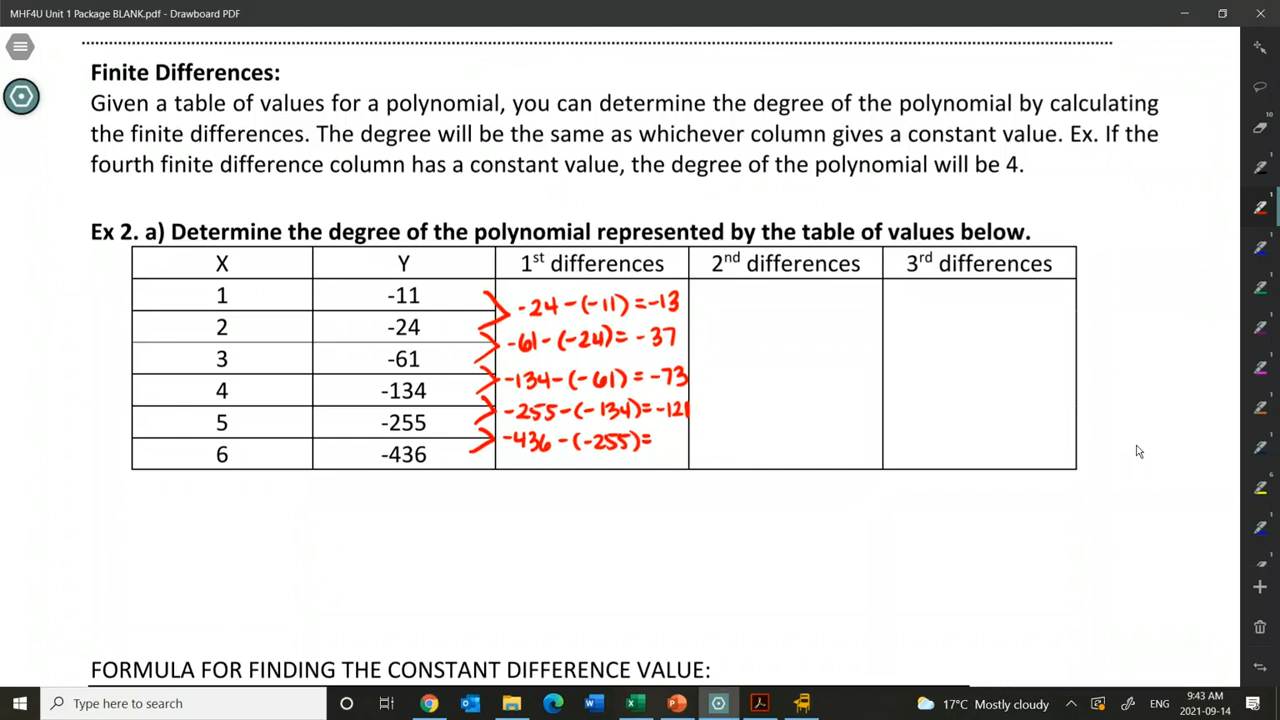 MHF4U Unit 1 Package BLANK.pdf - Drawboard PDF
Finite Differences:
Given a table of values for a polynomial, you can determine the degree of the polynomial by calculating
the finite differences. The degree will be the same as whichever column gives a constant value. Ex. If the
fourth finite difference column has a constant value, the degree of the polynomial will be 4.
Ex 2. a) Determine the degree of the polynomial represented by the table of values below.
X Y 1st differences 2nd differences 3rd differences
1 -11
-24-(-11)=-13
2 -24
-61-(-24)=-37
3 -61
-134-(-61)=-73
4 -134
-255-(-134)=-121
5 -255
-436-(-255)=
6 -436
FORMULA FOR FINDING THE CONSTANT DIFFERENCE VALUE:
Type here to search
17°C Mostly cloudy
ENG
9:43 AM
2021-09-14